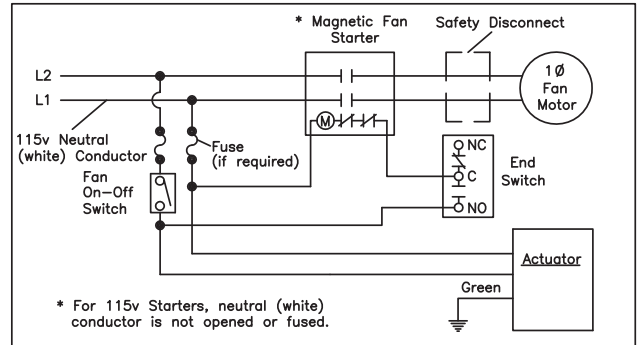 * Magnetic Fan
Starter
Safety Disconnect
L2
L1
1Ø
Fan
Motor
M
115v Neutral
(white) Conductor
Fuse
(if required)
NC
C
NO
End
Switch
Fan
On-Off
Switch
Actuator
Green
* For 115v Starters, neutral (white)
conductor is not opened or fused.